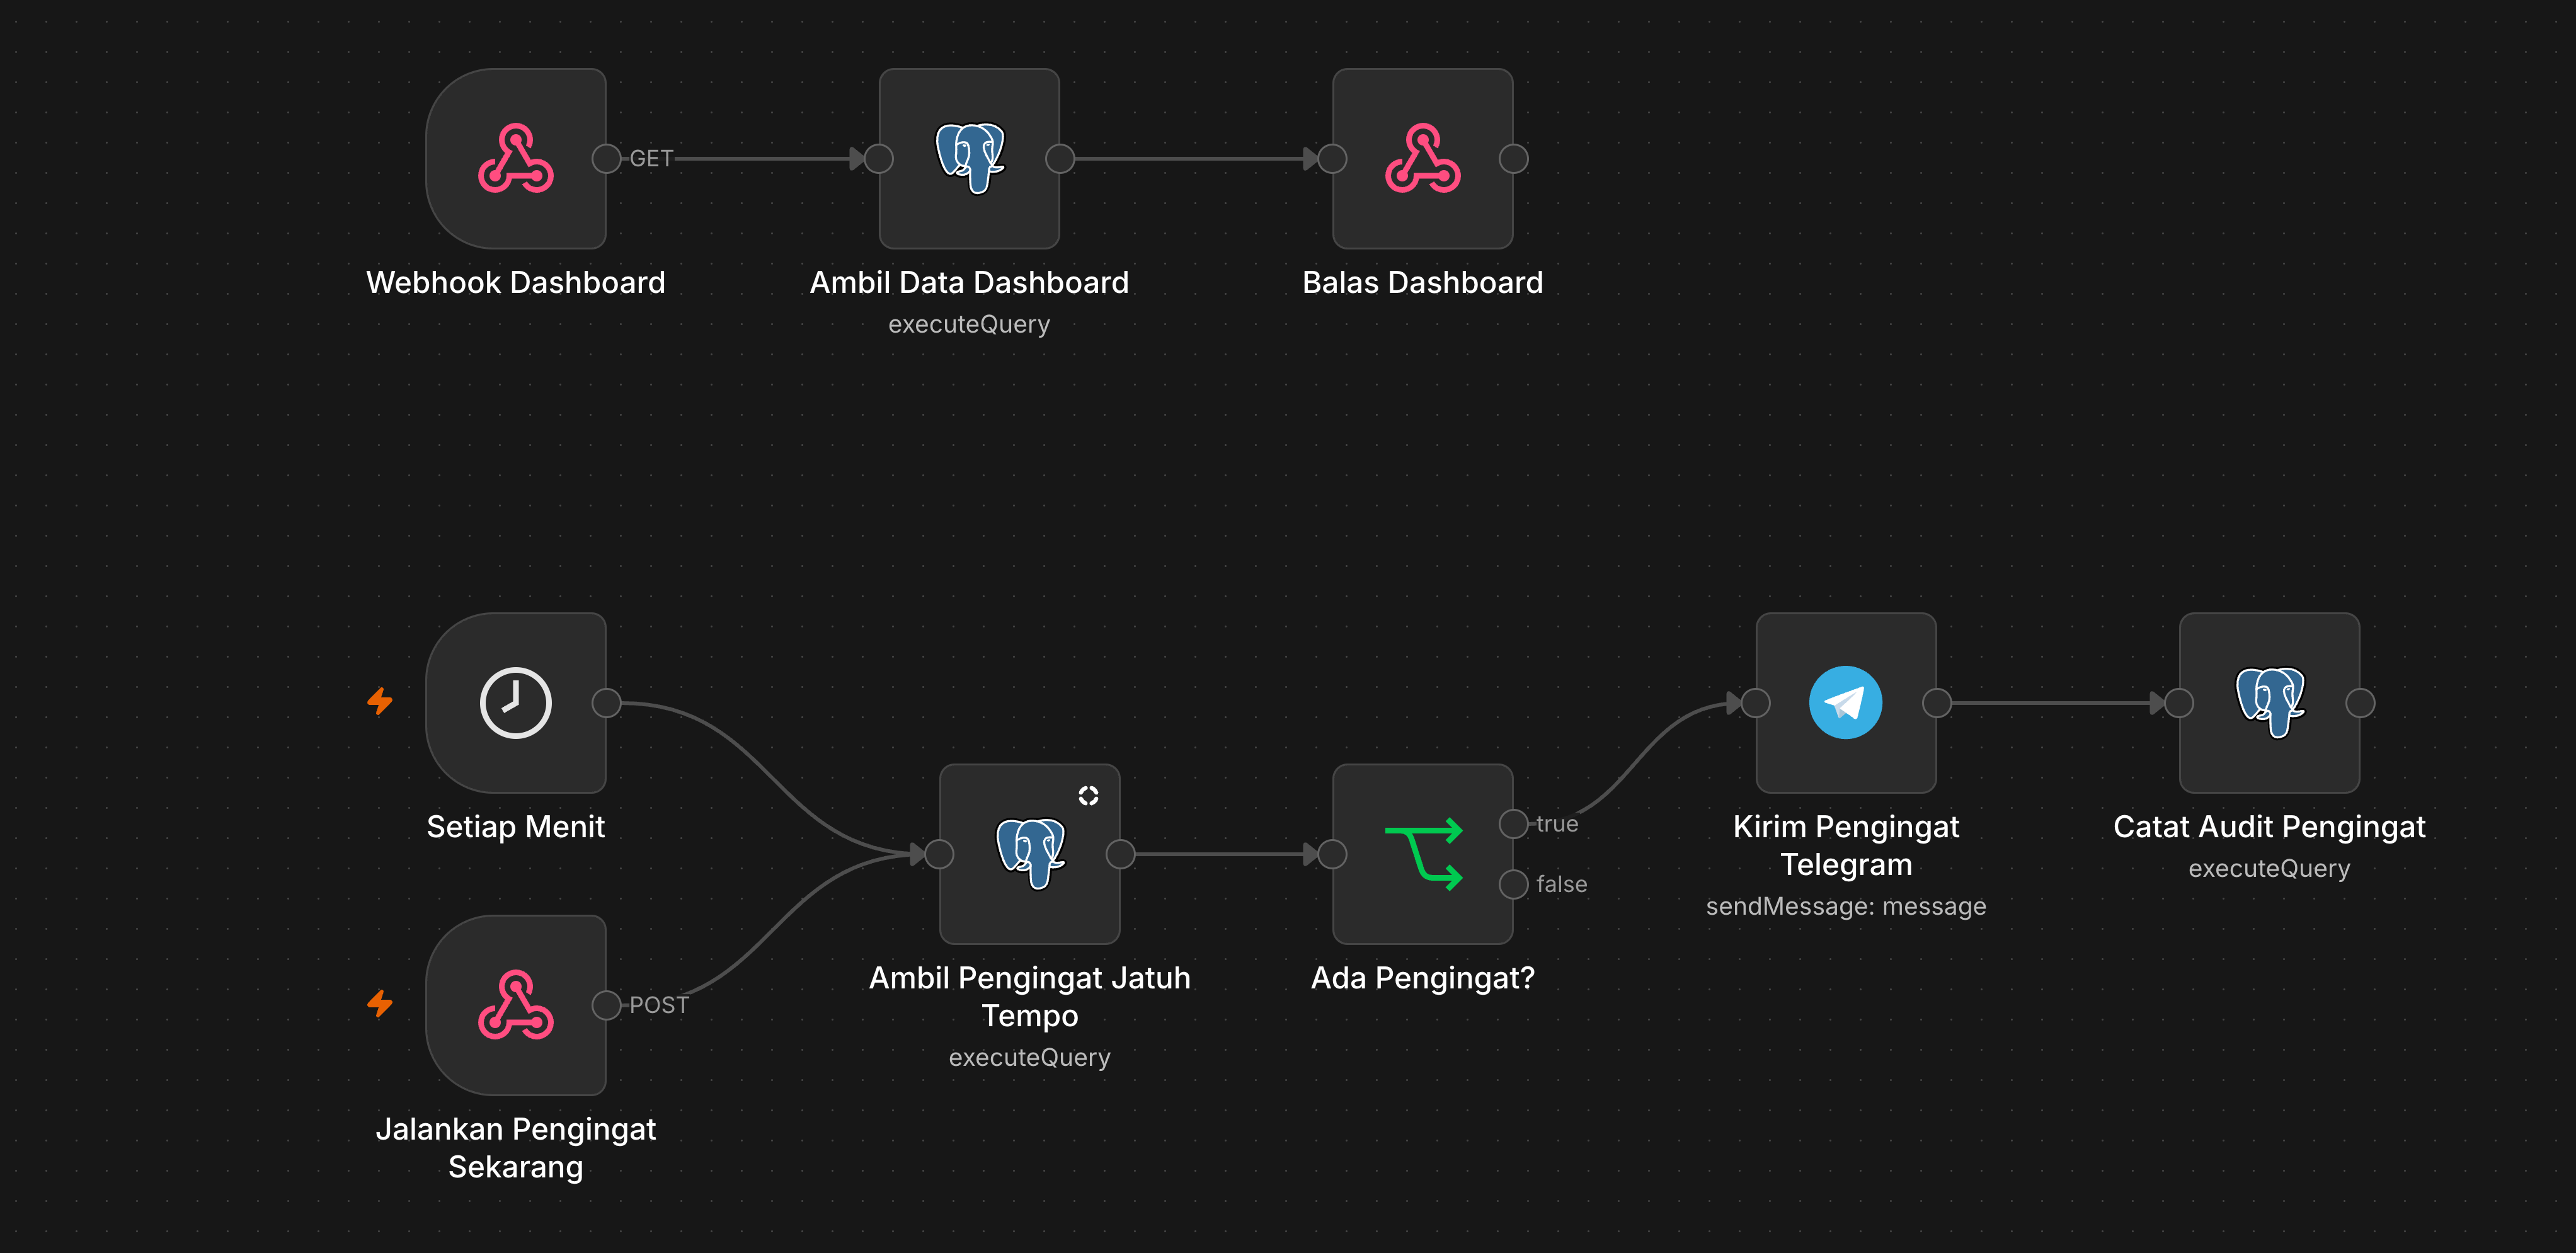 GET
Webhook Dashboard
Ambil Data Dashboard
executeQuery
Balas Dashboard
Setiap Menit
POST
Jalankan Pengingat
Sekarang
Ambil Pengingat Jatuh
Tempo
executeQuery
true
false
Ada Pengingat?
Kirim Pengingat
Telegram
sendMessage: message
Catat Audit Pengingat
executeQuery